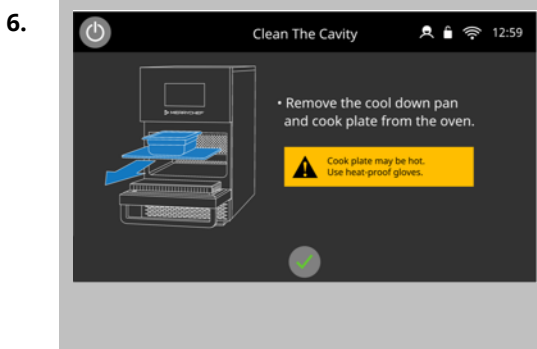 6.
Clean The Cavity
12:59
MERRYCHEF
• Remove the cool down pan
and cook plate from the oven.
Cook plate may be hot.
Use heat-proof gloves.